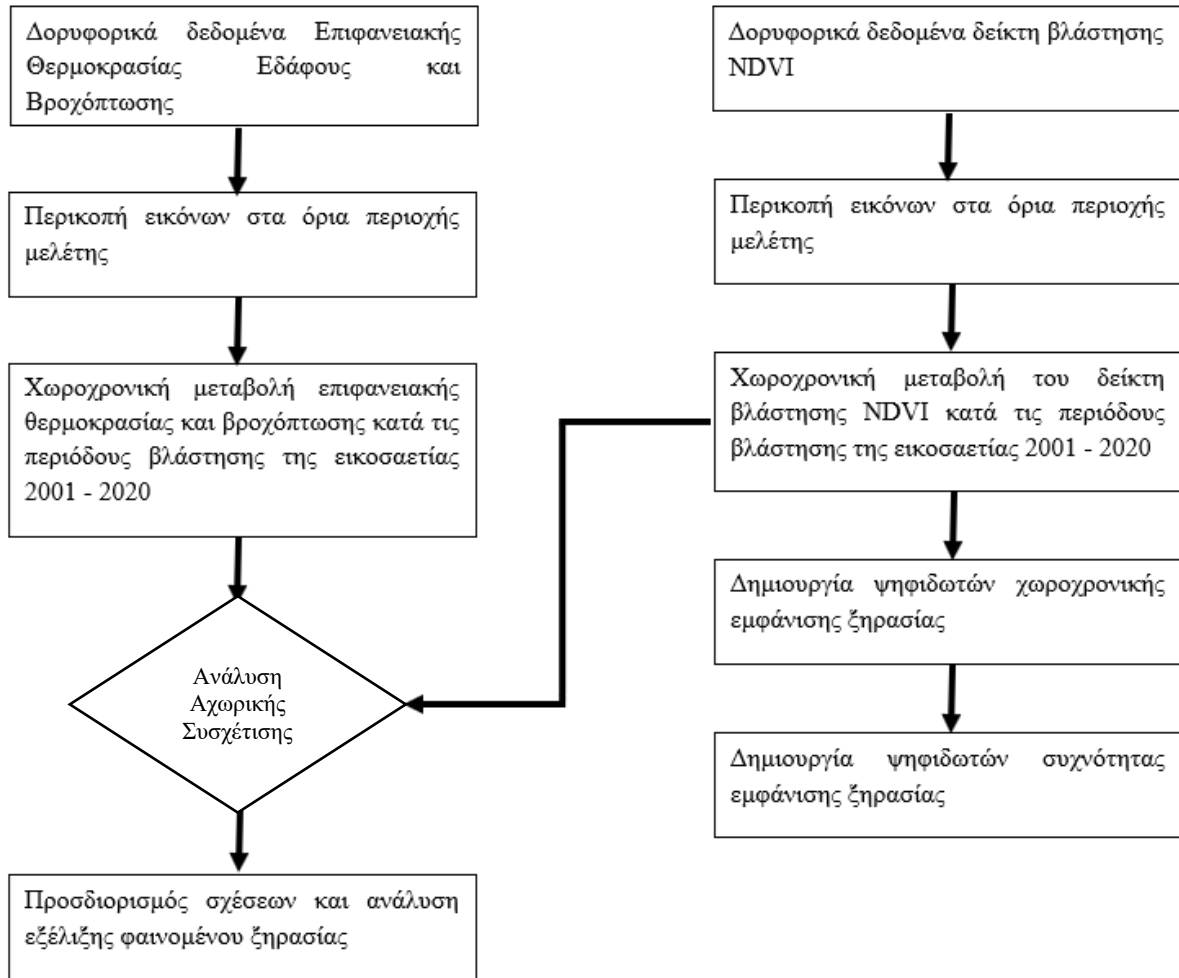 Δορυφορικά δεδομένα Επιφανειακής
Θερμοκρασίας Εδάφους και
Βροχόπτωσης
Περικοπή εικόνων στα όρια περιοχής
μελέτης
Χωροχρονική μεταβολή επιφανειακής
θερμοκρασίας και βροχόπτωσης κατά τις
περιόδους βλάστησης της εικοσαετίας
2001 - 2020
Ανάλυση
Αχωρικής
Συσχέτισης
Προσδιορισμός σχέσεων και ανάλυση
εξέλιξης φαινομένου ξηρασίας
Δορυφορικά δεδομένα δείκτη βλάστησης
NDVI
Περικοπή εικόνων στα όρια περιοχής
μελέτης
Χωροχρονική μεταβολή του δείκτη
βλάστησης NDVI κατά τις περιόδους
βλάστησης της εικοσαετίας 2001 - 2020
Δημιουργία ψηφιδωτών χωροχρονικής
εμφάνισης ξηρασίας
Δημιουργία ψηφιδωτών συχνότητας
εμφάνισης ξηρασίας